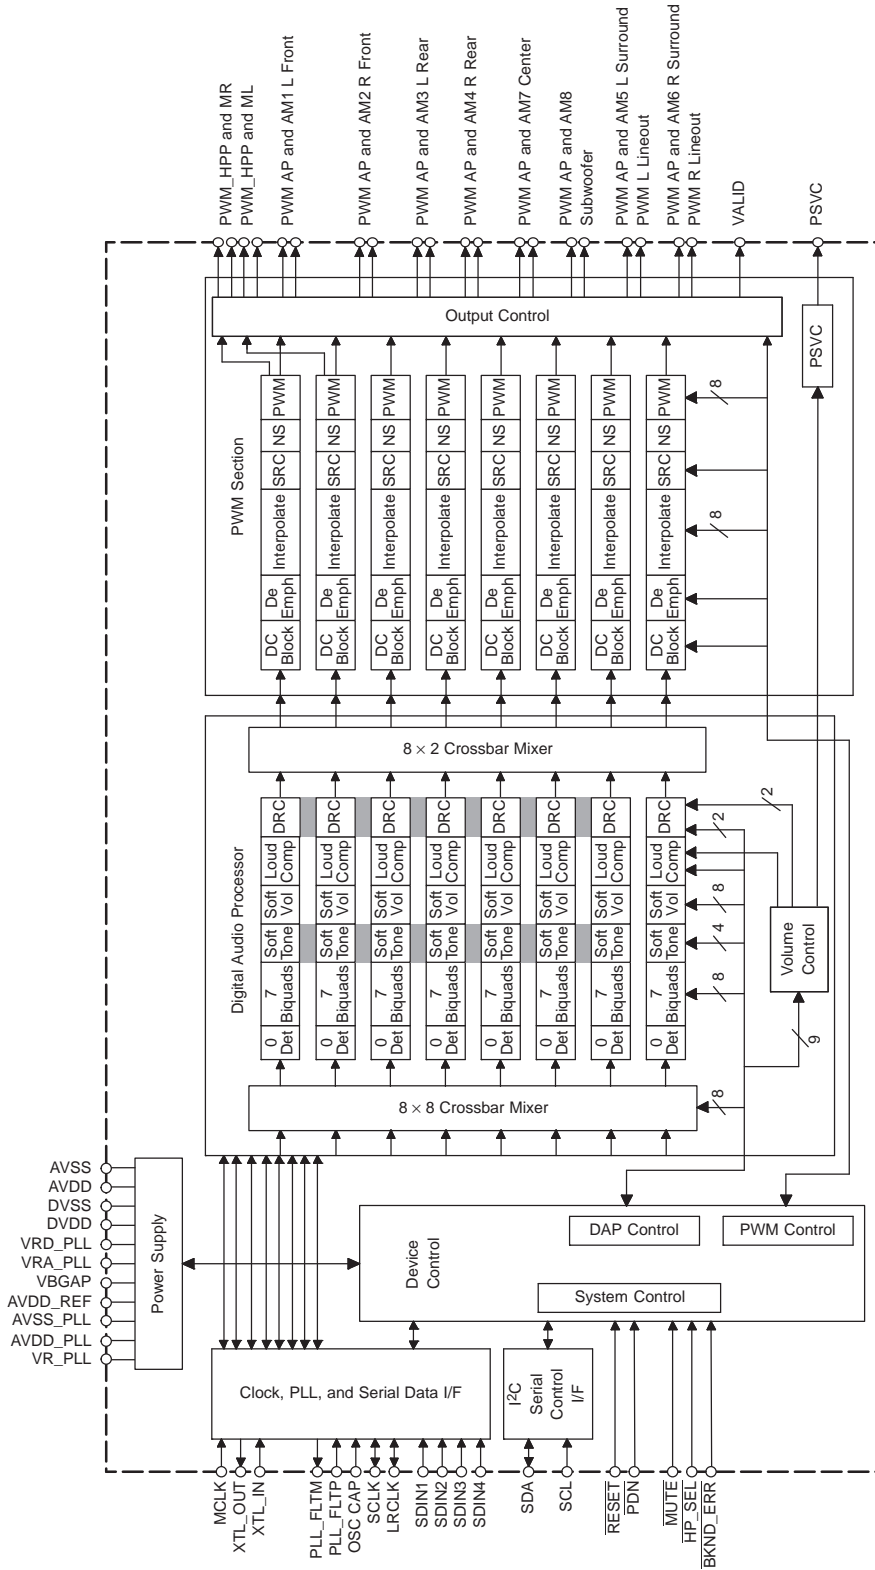 PWM_HPP and MR
PWM_HPP and ML
PWM AP and AM1 L Front
PWM AP and AM2 R Front
PWM AP and AM3 L Rear
PWM AP and AM4 R Rear
PWM AP and AM7 Center
PWM AP and AM8
Subwoofer
PWM AP and AM5 L Surround
PWM L Lineout
PWM AP and AM6 R Surround
PWM R Lineout
VALID
PSVC
Output Control
PSVC
PWM Section
DC Block De Emph Interpolate SRC NS PWM
DC Block De Emph Interpolate SRC NS PWM
DC Block De Emph Interpolate SRC NS PWM
DC Block De Emph Interpolate SRC NS PWM
DC Block De Emph Interpolate SRC NS PWM
DC Block De Emph Interpolate SRC NS PWM
DC Block De Emph Interpolate SRC NS PWM
DC Block De Emph Interpolate SRC NS PWM
8
8
8 × 2 Crossbar Mixer
Digital Audio Processor
0 Det 7 Biquads Soft Tone Soft Vol Loud Comp DRC
0 Det 7 Biquads Soft Tone Soft Vol Loud Comp DRC
0 Det 7 Biquads Soft Tone Soft Vol Loud Comp DRC
0 Det 7 Biquads Soft Tone Soft Vol Loud Comp DRC
0 Det 7 Biquads Soft Tone Soft Vol Loud Comp DRC
0 Det 7 Biquads Soft Tone Soft Vol Loud Comp DRC
0 Det 7 Biquads Soft Tone Soft Vol Loud Comp DRC
0 Det 7 Biquads Soft Tone Soft Vol Loud Comp DRC
2
2
8
4
8
Volume
Control
9
8 × 8 Crossbar Mixer
8
AVSS
AVDD
DVSS
DVDD
VRD_PLL
VRA_PLL
VBGAP
AVDD_REF
AVSS_PLL
AVDD_PLL
VR_PLL
Power Supply
Device
Control
DAP Control
PWM Control
System Control
Clock, PLL, and Serial Data I/F
I²C
Serial
Control
I/F
MCLK
XTL_OUT
XTL_IN
PLL_FLTM
PLL_FLTP
OSC CAP
SCLK
LRCLK
SDIN1
SDIN2
SDIN3
SDIN4
SDA
SCL
RESET
PDN
MUTE
HP_SEL
BKND_ERR